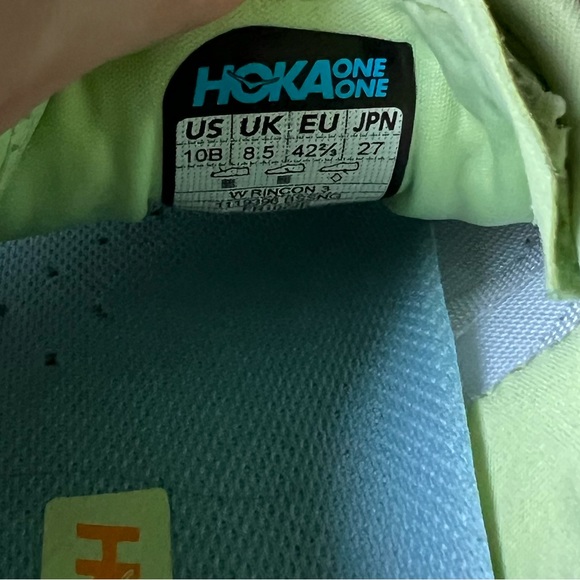 HOKA ONE ONE
US UK EU JPN
10B 8.5 42⅔ 27
W RINCON 3
H